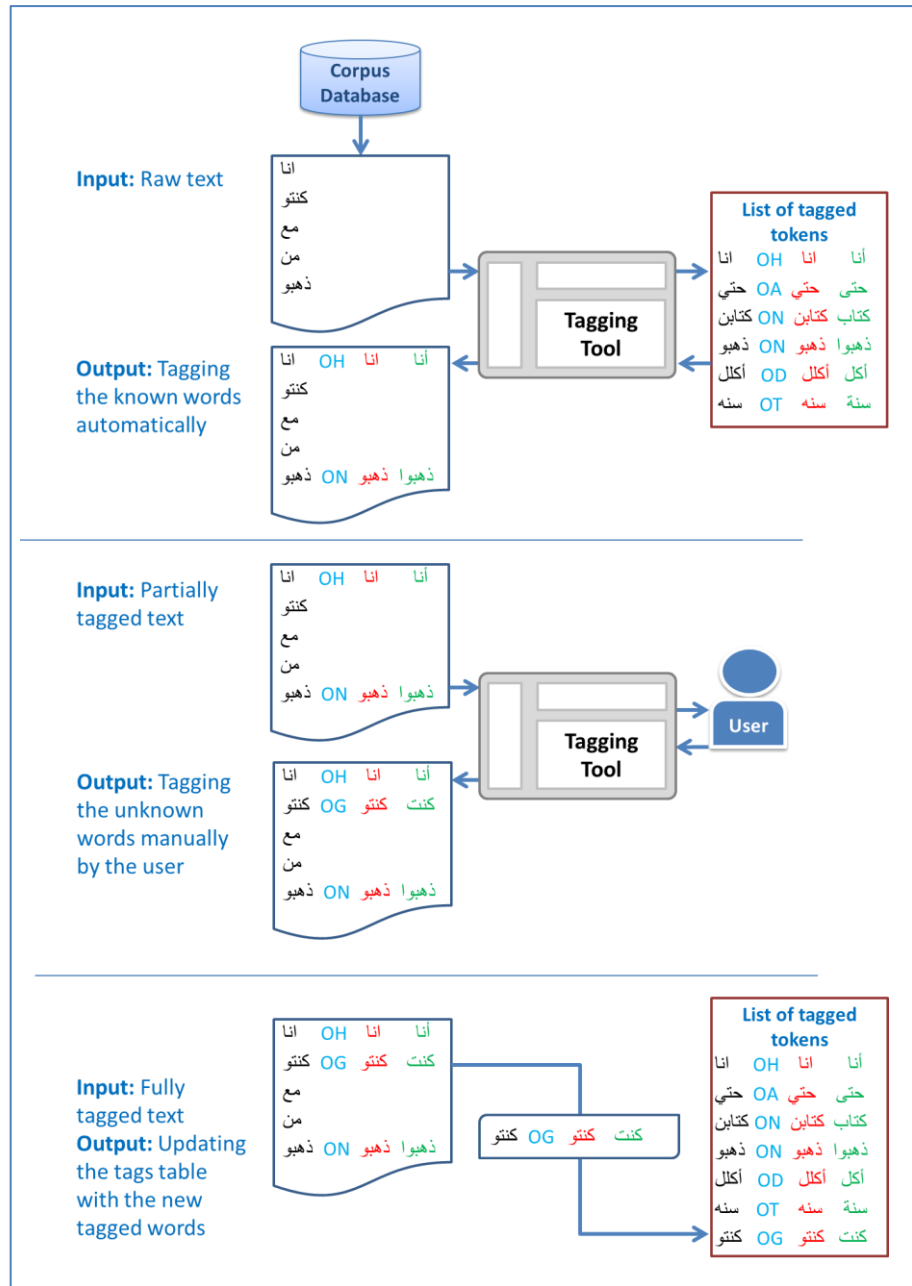 Corpus
Database
Input: Raw text
انا
كنتو
مع
من
ذهبو
Tagging
Tool
List of tagged
tokens
انا OH انا أنا
حتي OA حتي حتى
كتابن ON كتابن كتاب
ذهبو ON ذهبو ذهبوا
أكلل OD أكلل أكل
سنه OT سنه سنة
Output: Tagging
the known words
automatically
انا OH انا أنا
كنتو
مع
من
ذهبو ON ذهبو ذهبوا
Input: Partially
tagged text
انا OH انا أنا
كنتو
مع
من
ذهبو ON ذهبو ذهبوا
Tagging
Tool
User
Output: Tagging
the unknown
words manually
by the user
انا OH انا أنا
كنتو OG كنتو كنت
مع
من
ذهبو ON ذهبو ذهبوا
Input: Fully
tagged text
Output: Updating
the tags table
with the new
tagged words
انا OH انا أنا
كنتو OG كنتو كنت
مع
من
ذهبو ON ذهبو ذهبوا
كنتو OG كنتو كنت
List of tagged
tokens
انا OH انا أنا
حتي OA حتي حتى
كتابن ON كتابن كتاب
ذهبو ON ذهبو ذهبوا
أكلل OD أكلل أكل
سنه OT سنه سنة
كنتو OG كنتو كنت